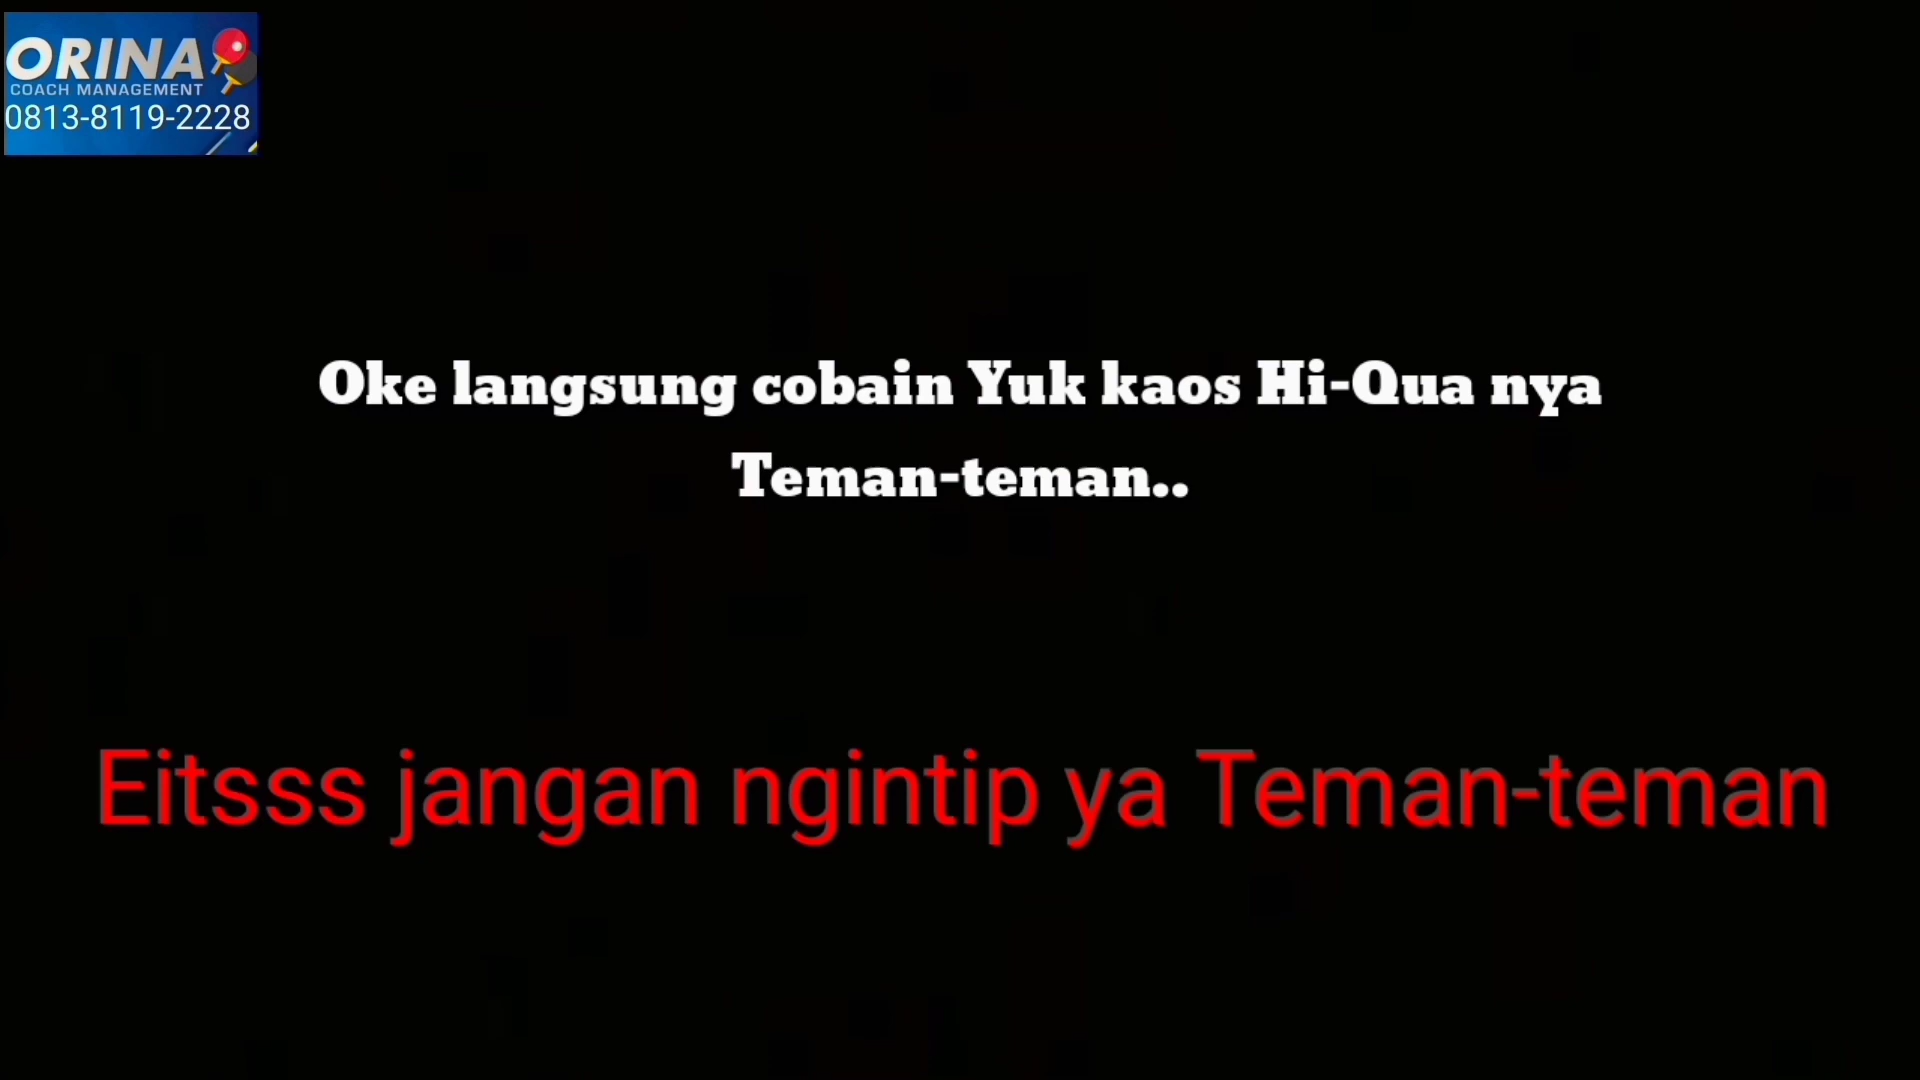 ORINA
COACH MANAGEMENT
0813-8119-2228
Oke langsung cobain Yuk kaos Hi-Qua nya
Teman-teman..
Eitsss jangan ngintip ya Teman-teman